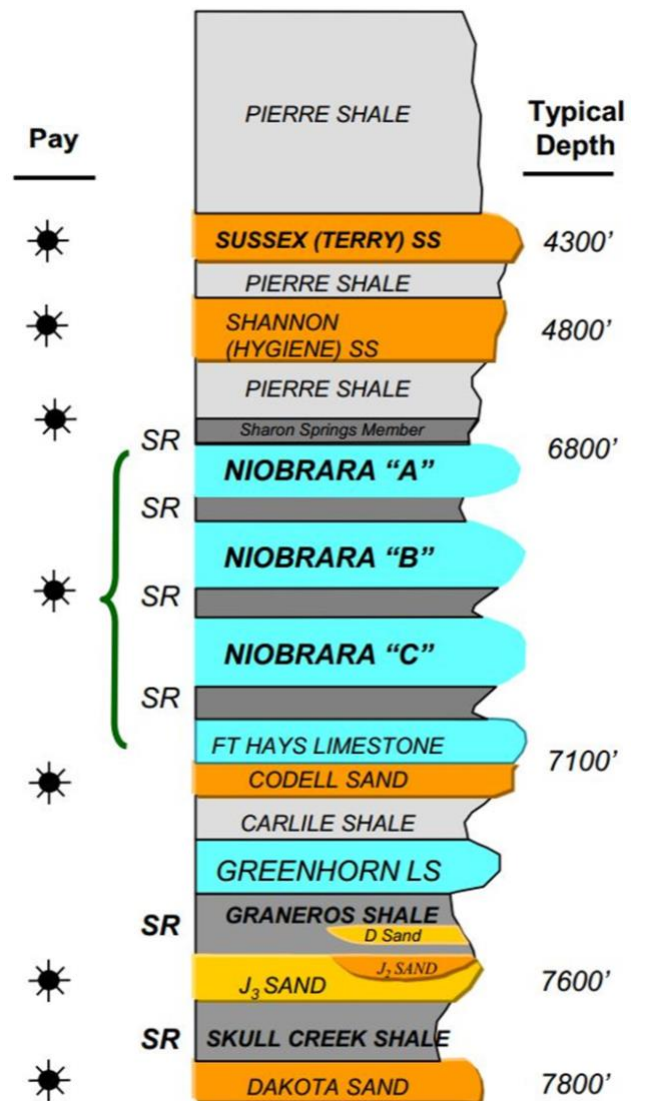 Pay
Typical
Depth
PIERRE SHALE
SUSSEX (TERRY) SS
4300’
PIERRE SHALE
SHANNON
(HYGIENE) SS
4800’
PIERRE SHALE
Sharon Springs Member
SR
6800’
NIOBRARA “A”
SR
NIOBRARA “B”
SR
NIOBRARA “C”
SR
FT HAYS LIMESTONE
7100’
CODELL SAND
CARLILE SHALE
GREENHORN LS
GRANEROS SHALE
SR
D Sand
J2 SAND
J3 SAND
7600’
SR
SKULL CREEK SHALE
DAKOTA SAND
7800’